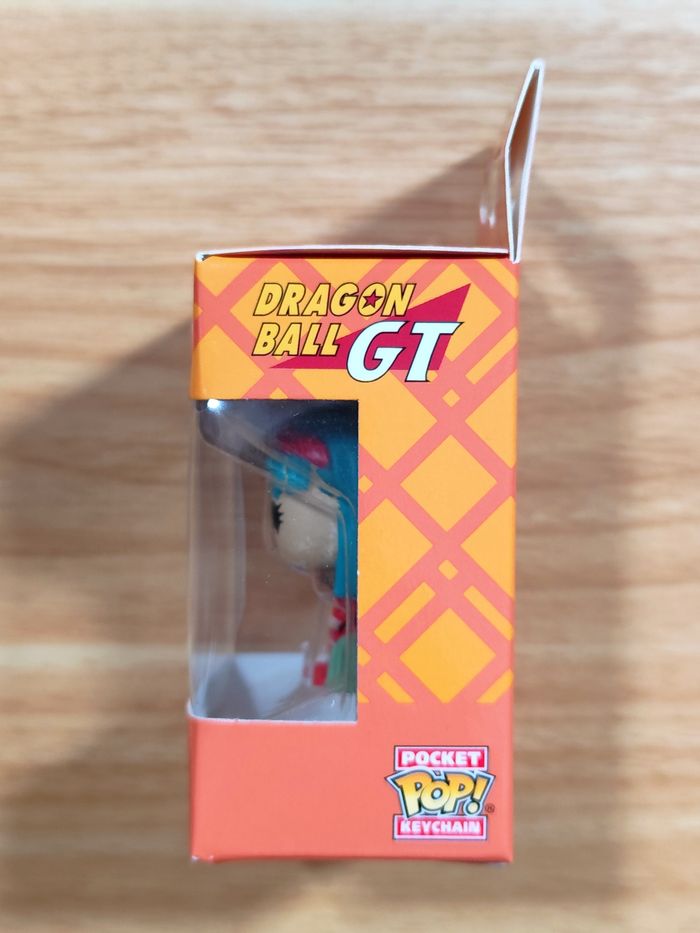 DRAGON
BALL GT
POCKET
POP!®
KEYCHAIN